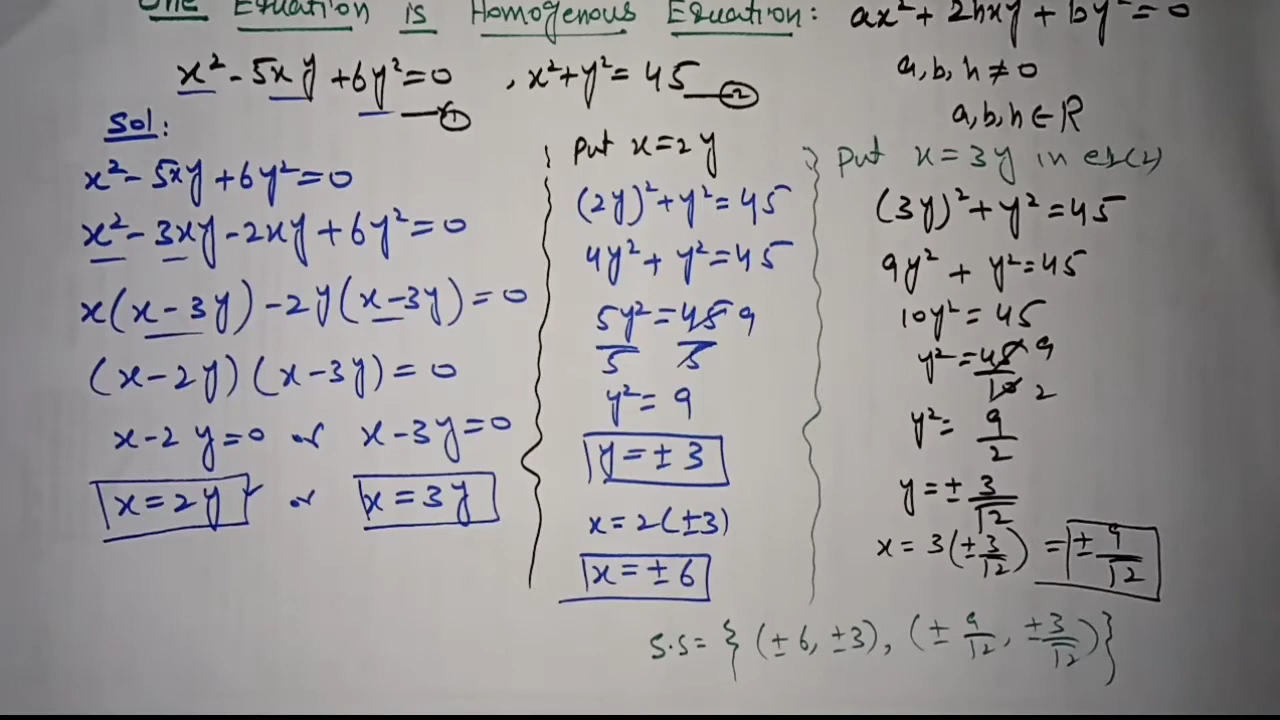 One Equation is Homogenous Equation: ax² + 2hxy + by² = 0
x² - 5xy + 6y² = 0 —① , x² + y² = 45 —②
a, b, h ≠ 0
a, b, h ∈ R
Sol:
x² - 5xy + 6y² = 0
x² - 3xy - 2xy + 6y² = 0
x(x - 3y) - 2y(x - 3y) = 0
(x - 2y)(x - 3y) = 0
x - 2y = 0 or x - 3y = 0
x = 2y or x = 3y
put x = 2y
(2y)² + y² = 45
4y² + y² = 45
5y²/5 = 45/5 9
y² = 9
y = ± 3
x = 2(±3)
x = ± 6
put x = 3y in eq(2)
(3y)² + y² = 45
9y² + y² = 45
10y² = 45
y² = 45/10 9 2
y² = 9/2
y = ± 3/√2
x = 3(± 3/√2) = ± 9/√2
S.S = { (± 6, ± 3), (± 9/√2, ± 3/√2) }